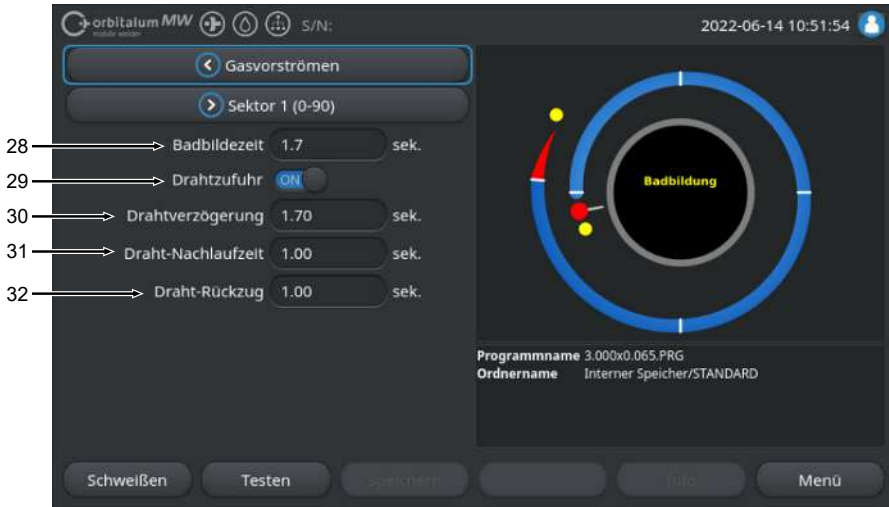 orbitalum MW
mobile welder
S/N:
2022-06-14 10:51:54
Gasvorströmen
Sektor 1 (0-90)
28 Badbildezeit 1.7 sek.
29 Drahtzufuhr ON
30 Drahtverzögerung 1.70 sek.
31 Draht-Nachlaufzeit 1.00 sek.
32 Draht-Rückzug 1.00 sek.
Badbildung
Programmname 3.000x0.065.PRG
Ordnername Interner Speicher/STANDARD
Schweißen Testen Speichern Info Menü